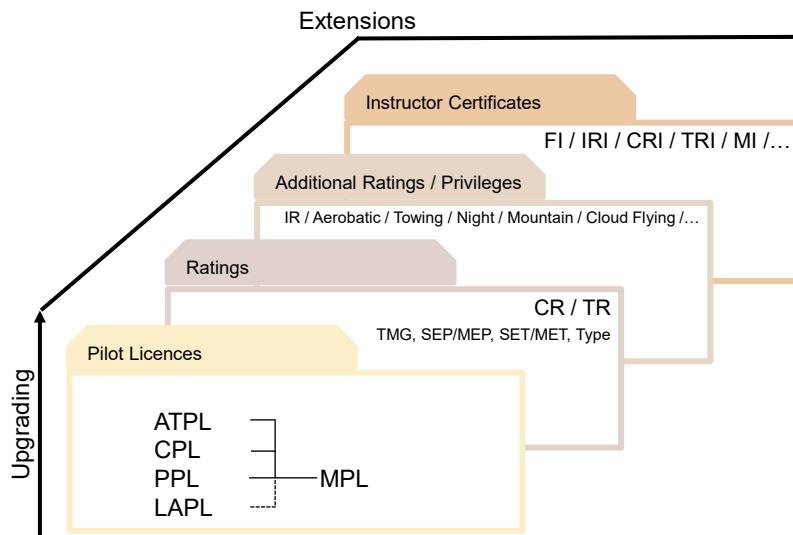 Extensions
Instructor Certificates
FI / IRI / CRI / TRI / MI /…
Additional Ratings / Privileges
IR / Aerobatic / Towing / Night / Mountain / Cloud Flying /…
Ratings
CR / TR
TMG, SEP/MEP, SET/MET, Type
Pilot Licences
Upgrading
ATPL
CPL
PPL
MPL
LAPL